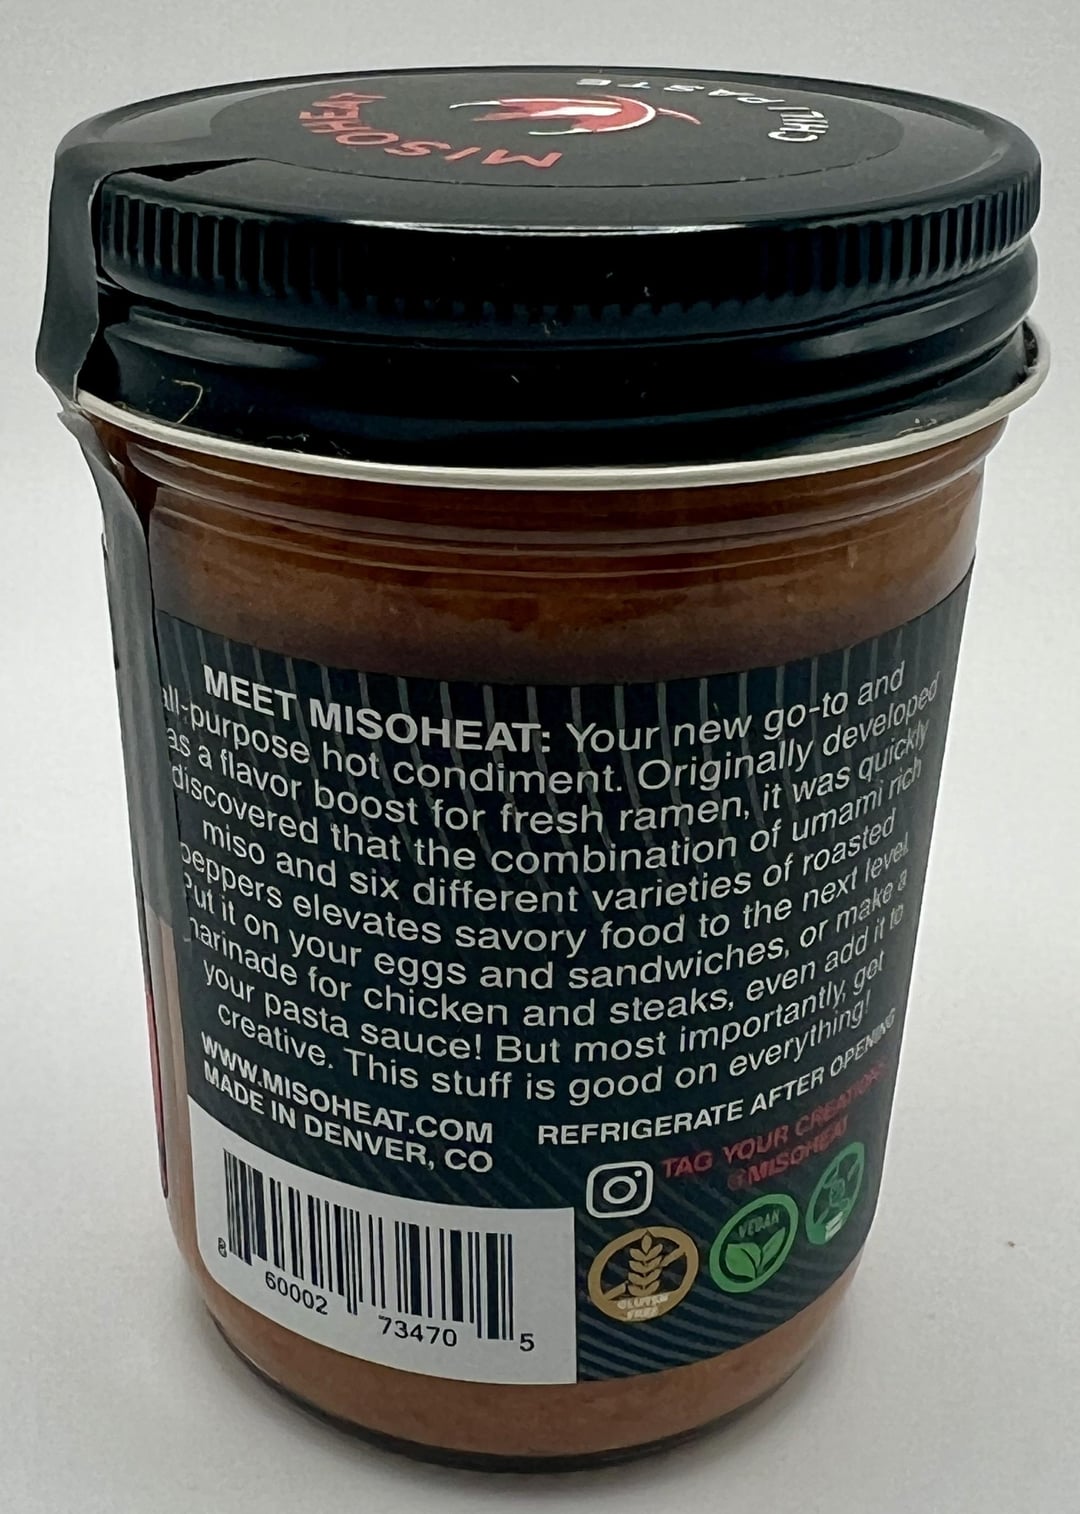 MISOHEAT
CHILI PASTE
MEET MISOHEAT: Your new go-to and
all-purpose hot condiment. Originally developed
as a flavor boost for fresh ramen, it was quickly
discovered that the combination of umami rich
miso and six different varieties of roasted
peppers elevates savory food to the next level.
Put it on your eggs and sandwiches, or make a
marinade for chicken and steaks, even add it to
your pasta sauce! But most importantly, get
creative. This stuff is good on everything!
WWW.MISOHEAT.COM
MADE IN DENVER, CO
REFRIGERATE AFTER OPENING
TAG YOUR CREATIONS
@MISOHEAT
GLUTEN
FREE
VEGAN
8 60002 73470 5